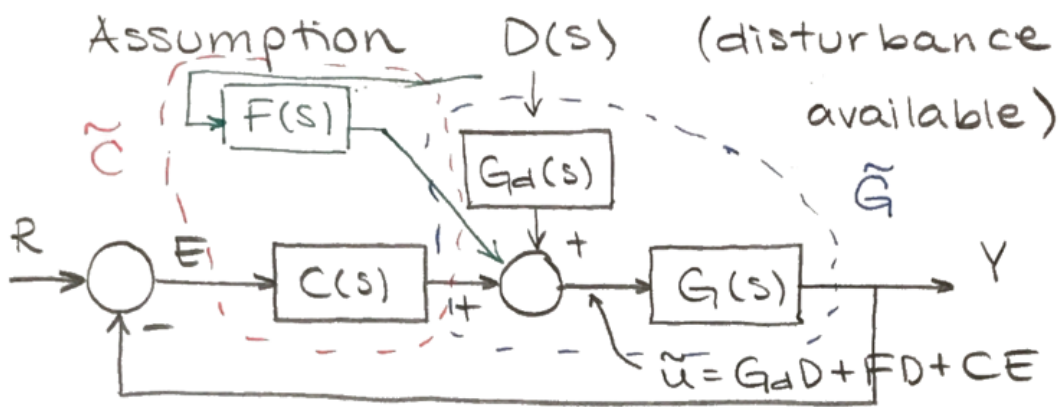 Assumption D(s) (disturbance
available)
F(s)
C̃
Gd(s)
G̃
R E + Y
C(s) G(s)
+
−
ũ = GdD + FD + CE